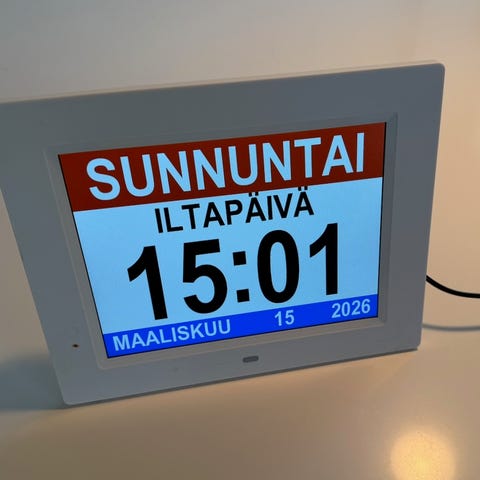 SUNNUNTAI
ILTAPÄIVÄ
15:01
MAALISKUU 15 2026